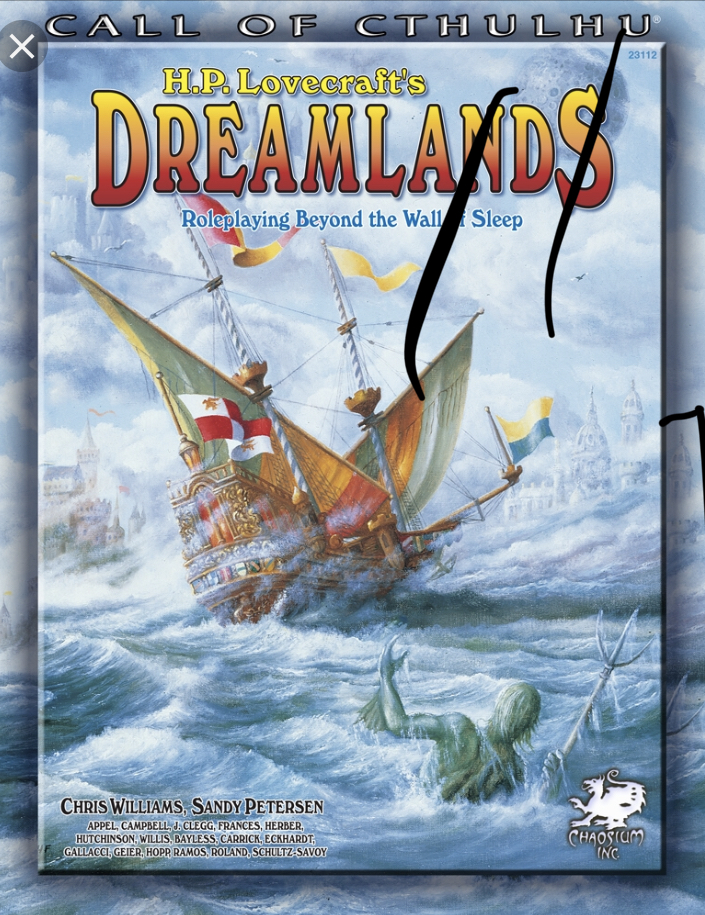 CALL OF CTHULHU®
23112
H.P. Lovecraft's
DREAMLANDS
Roleplaying Beyond the Wall of Sleep
CHRIS WILLIAMS, SANDY PETERSEN
APPEL, CAMPBELL, J. CLEGG, FRANCES, HERBER,
HUTCHINSON, WILLIS, BAYLESS, CARRICK, ECKHARDT,
GALLACCI, GEIER, HOPP, RAMOS, ROLAND, SCHULTZ-SAVOY
CHAOSIUM
INC.